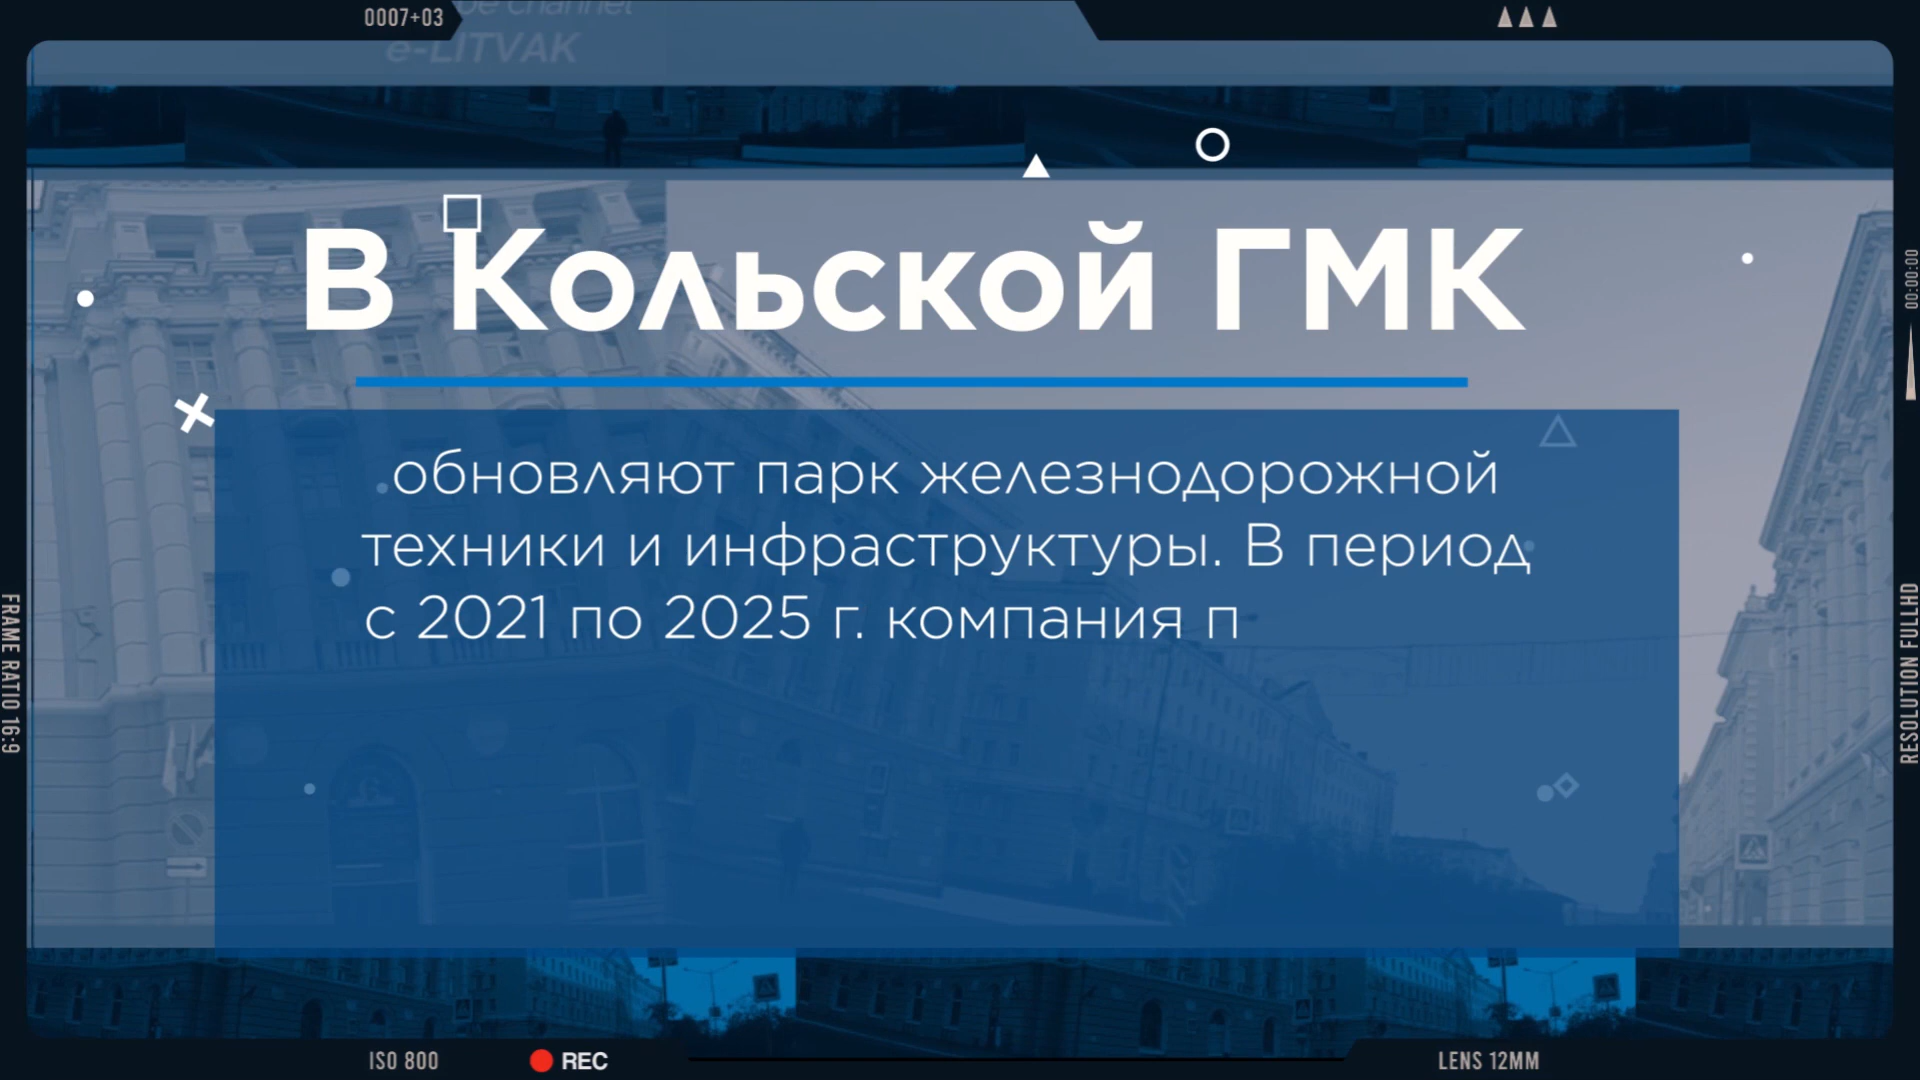 0007+03
channel
e-LITVAK
В Кольской ГМК
00:00:00
обновляют парк железнодорожной
техники и инфраструктуры. В период
с 2021 по 2025 г. компания п
FRAME RATIO 16:9
RESOLUTION FULLHD
ISO 800
REC
LENS 12MM